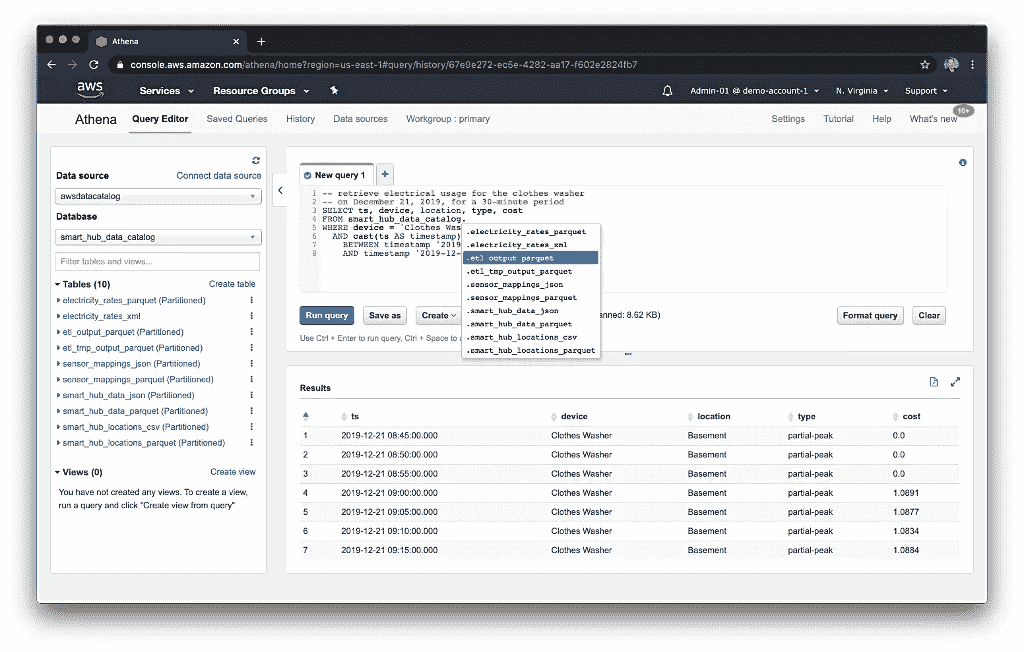 Athena
console.aws.amazon.com/athena/home?region=us-east-1#query/history/67e9e272-ec5e-4282-aa17-f602e2824fb7
aws Services Resource Groups Admin-01 @ demo-account-1 N. Virginia Support
Athena Query Editor Saved Queries History Data sources Workgroup : primary Settings Tutorial Help What's new 10+
Data source Connect data source
awsdatacatalog
Database
smart_hub_data_catalog
Filter tables and views...
Tables (10) Create table
electricity_rates_parquet (Partitioned)
electricity_rates_xml
etl_output_parquet (Partitioned)
etl_tmp_output_parquet (Partitioned)
sensor_mappings_json (Partitioned)
sensor_mappings_parquet (Partitioned)
smart_hub_data_json (Partitioned)
smart_hub_data_parquet (Partitioned)
smart_hub_locations_csv (Partitioned)
smart_hub_locations_parquet (Partitioned)
Views (0) Create view
You have not created any views. To create a view,
run a query and click "Create view from query"
New query 1
1 -- retrieve electrical usage for the clothes washer
2 -- on December 21, 2019, for a 30-minute period
3 SELECT ts, device, location, type, cost
4 FROM smart_hub_data_catalog.
5 WHERE device = 'Clothes Was
6 AND cast(ts AS timestamp)
7 BETWEEN timestamp '2019
8 AND timestamp '2019-12-
.electricity_rates_parquet
.electricity_rates_xml
.etl_output_parquet
.etl_tmp_output_parquet
.sensor_mappings_json
.sensor_mappings_parquet
.smart_hub_data_json
.smart_hub_data_parquet
.smart_hub_locations_csv
.smart_hub_locations_parquet
Run query Save as Create nned: 8.62 KB) Format query Clear
Use Ctrl + Enter to run query, Ctrl + Space to a
Results
ts device location type cost
1 2019-12-21 08:45:00.000 Clothes Washer Basement partial-peak 0.0
2 2019-12-21 08:50:00.000 Clothes Washer Basement partial-peak 0.0
3 2019-12-21 08:55:00.000 Clothes Washer Basement partial-peak 0.0
4 2019-12-21 09:00:00.000 Clothes Washer Basement partial-peak 1.0891
5 2019-12-21 09:05:00.000 Clothes Washer Basement partial-peak 1.0877
6 2019-12-21 09:10:00.000 Clothes Washer Basement partial-peak 1.0834
7 2019-12-21 09:15:00.000 Clothes Washer Basement partial-peak 1.0884